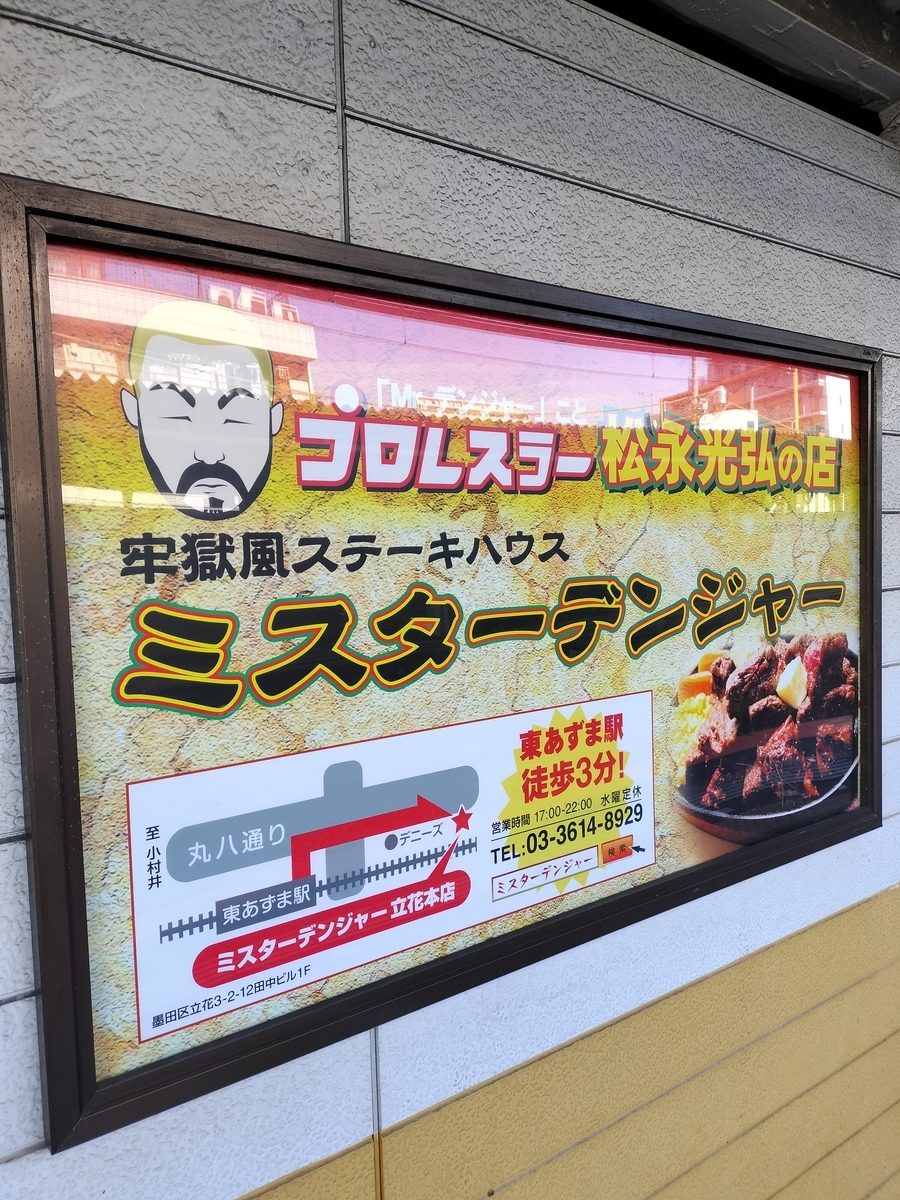 「Mr.デンジャー」こと
プロレスラー 松永光弘の店
牢獄風ステーキハウス
ミスターデンジャー
東あずま駅
徒歩3分!
営業時間 17:00-22:00 水曜定休
TEL:03-3614-8929
ミスターデンジャー 検索
至 小村井
丸八通り
デニーズ
東あずま駅
ミスターデンジャー立花本店
墨田区立花3-2-12田中ビル1F